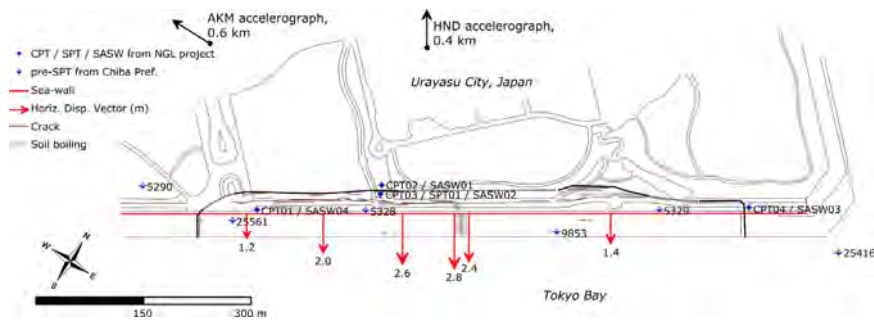 AKM accelerograph,
0.6 km
HND accelerograph,
0.4 km
CPT / SPT / SASW from NGL project
pre-SPT from Chiba Pref.
Sea-wall
Horiz. Disp. Vector (m)
Crack
Soil boiling
Urayasu City, Japan
5290
CPT02 / SASW01
CPT03 / SPT01 / SASW02
CPT01 / SASW04
5328
5329
CPT04 / SASW03
25561
9853
25416
1.2
2.0
2.6
2.8
2.4
1.4
N
W
E
S
Tokyo Bay
150
300 m